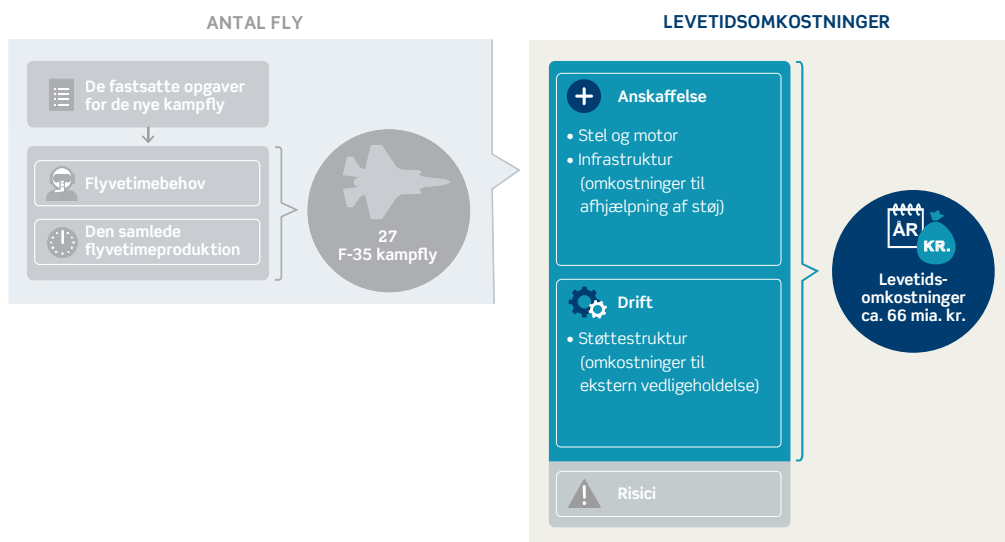 ANTAL FLY
De fastsatte opgaver
for de nye kampfly
Flyvetimebehov
Den samlede
flyvetimeproduktion
27
F-35 kampfly
LEVETIDSOMKOSTNINGER
Anskaffelse
• Stel og motor
• Infrastruktur
(omkostninger til
afhjælpning af støj)
Drift
• Støttestruktur
(omkostninger til
ekstern vedligeholdelse)
Risici
ÅR
KR.
Levetids-
omkostninger
ca. 66 mia. kr.